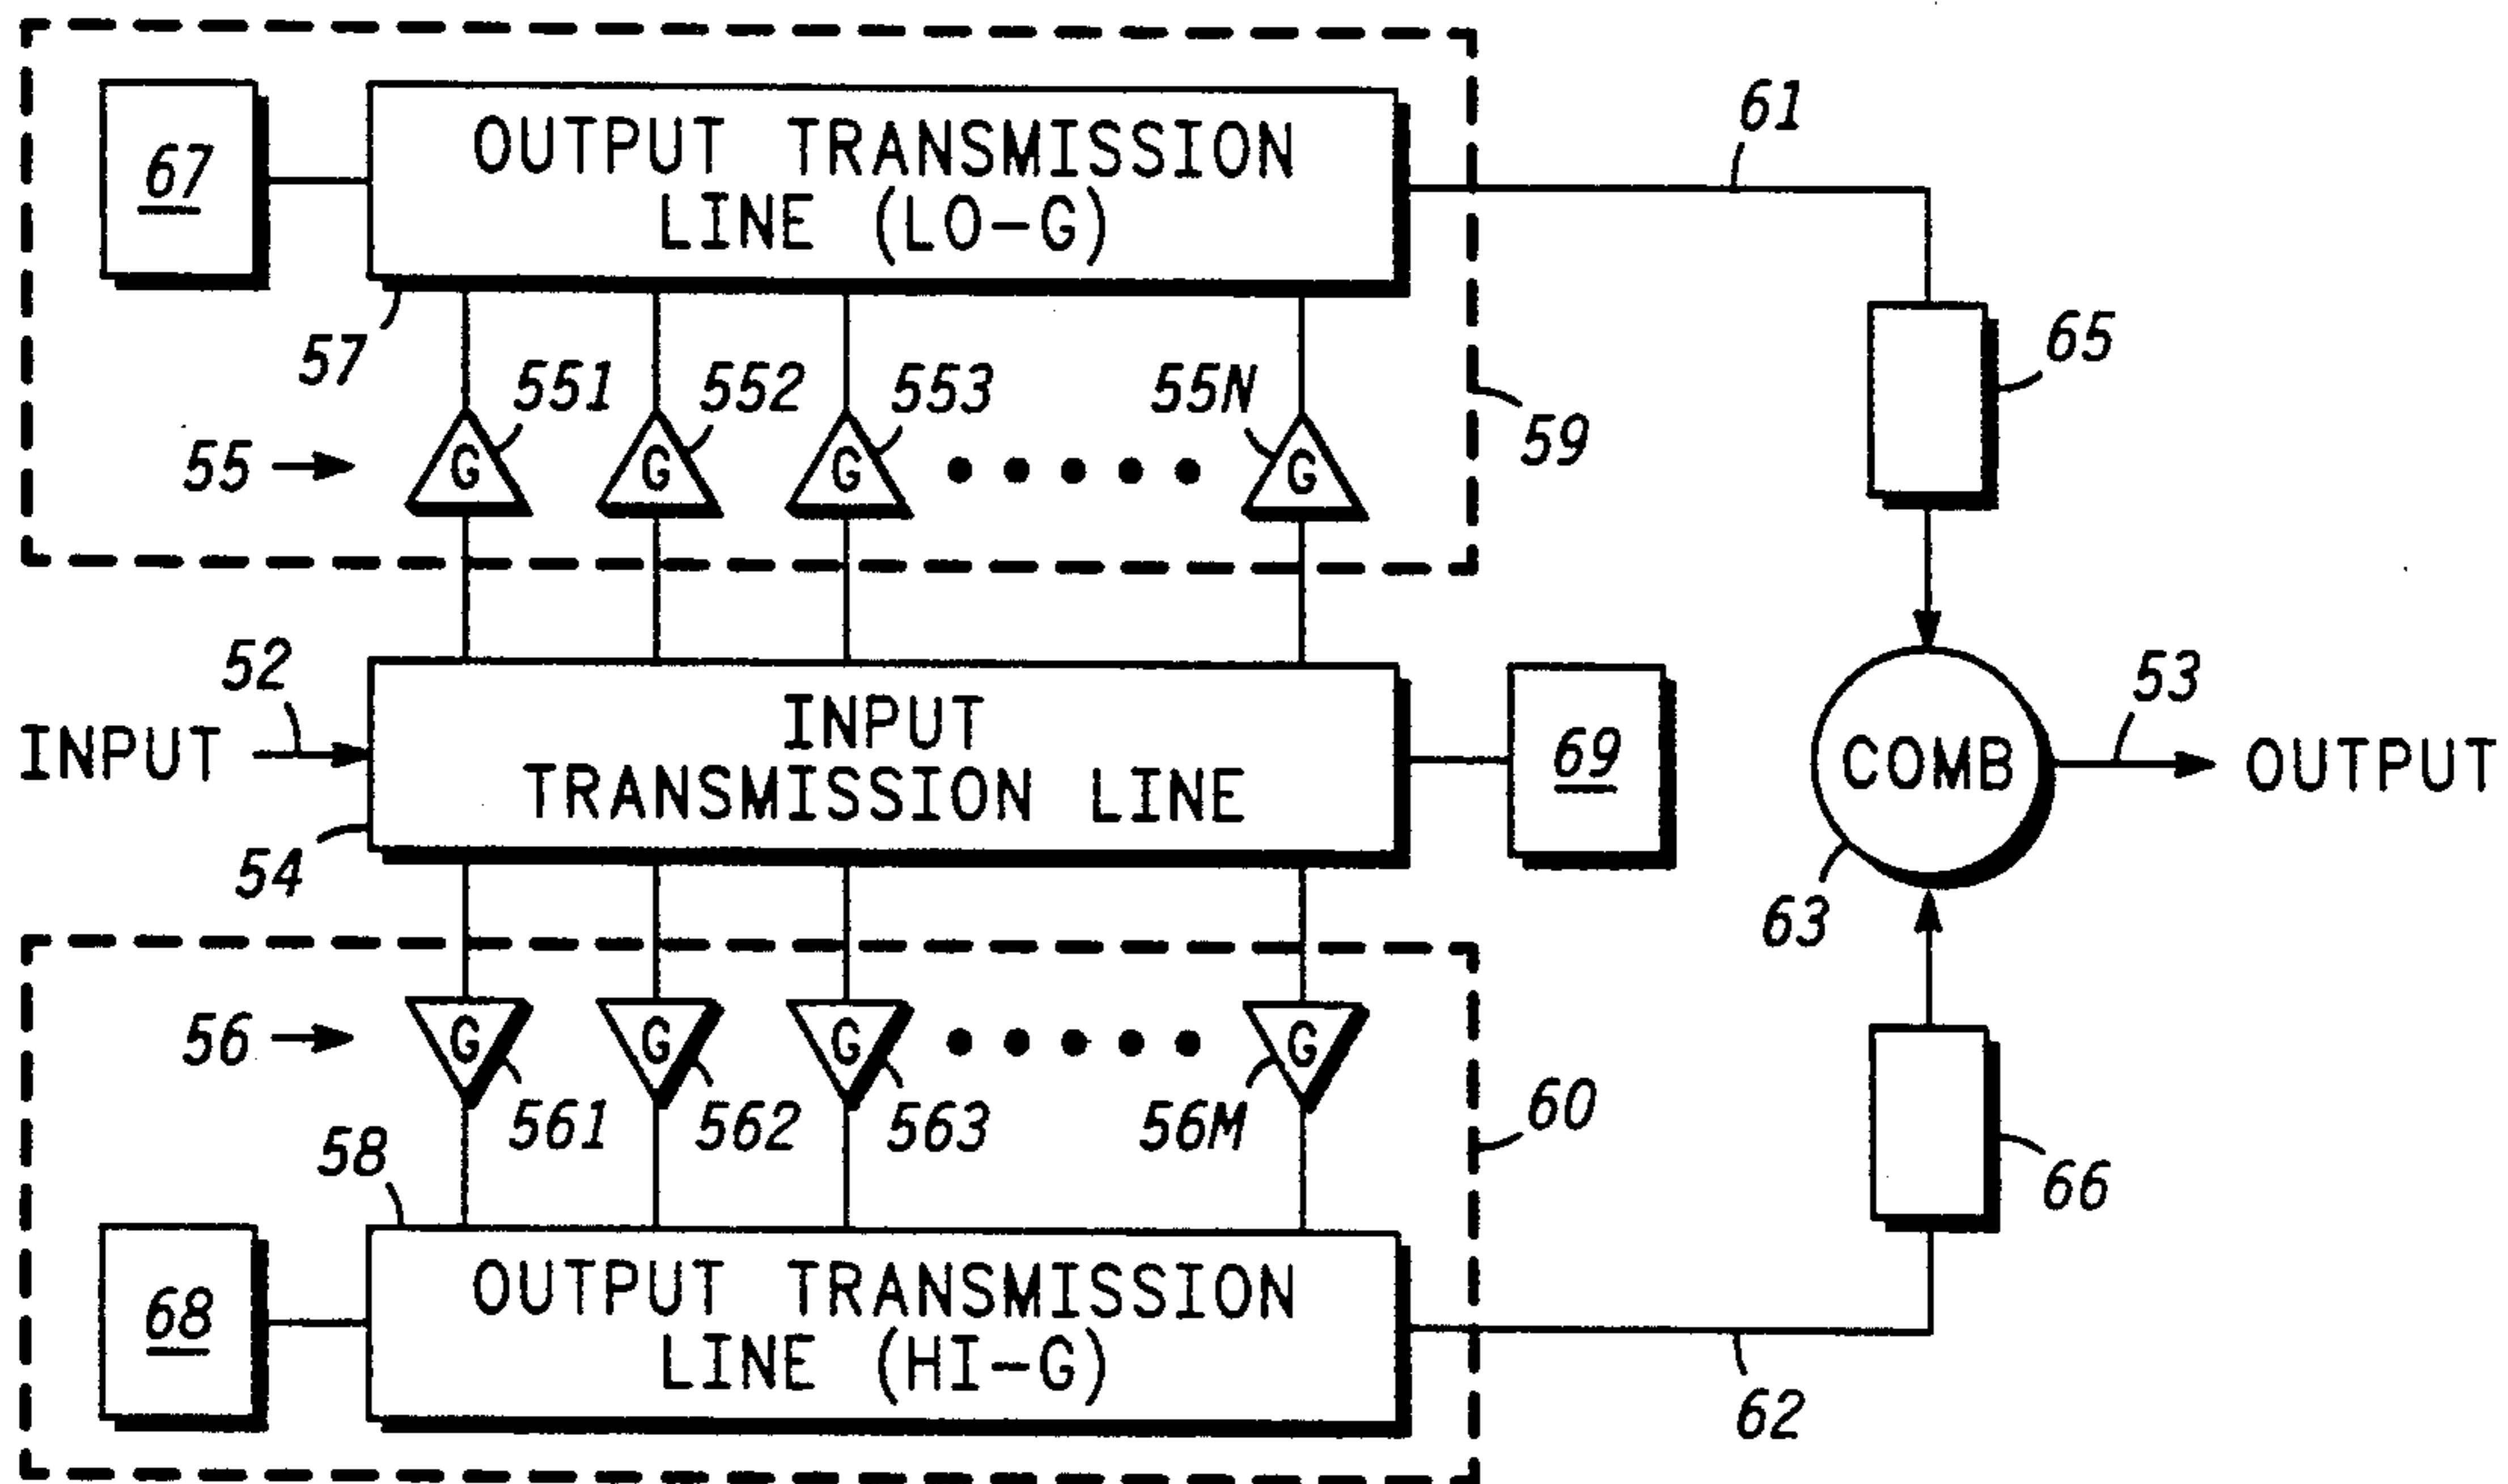 61
67
OUTPUT TRANSMISSION
LINE (LO-G)
65
57
551
552
553
55N
59
55
G
G
G
G
52
INPUT
INPUT
TRANSMISSION LINE
69
COMB
53
OUTPUT
54
63
56
G
G
G
G
561
562
563
56M
60
58
66
68
OUTPUT TRANSMISSION
LINE (HI-G)
62